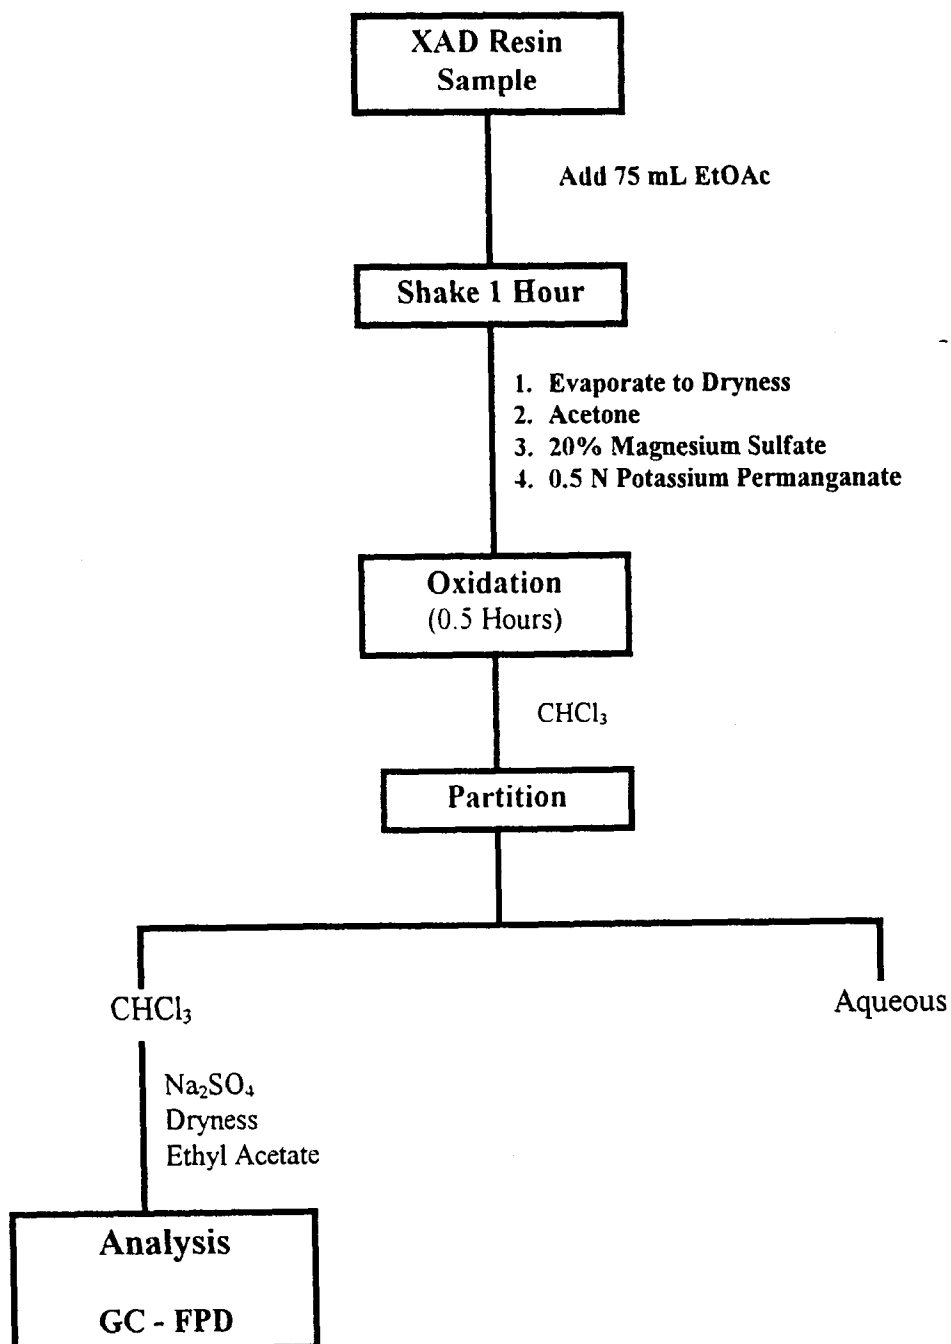 XAD Resin
Sample
Add 75 mL EtOAc
Shake 1 Hour
1. Evaporate to Dryness
2. Acetone
3. 20% Magnesium Sulfate
4. 0.5 N Potassium Permanganate
Oxidation
(0.5 Hours)
CHCl₃
Partition
CHCl₃
Aqueous
Na₂SO₄
Dryness
Ethyl Acetate
Analysis
GC - FPD